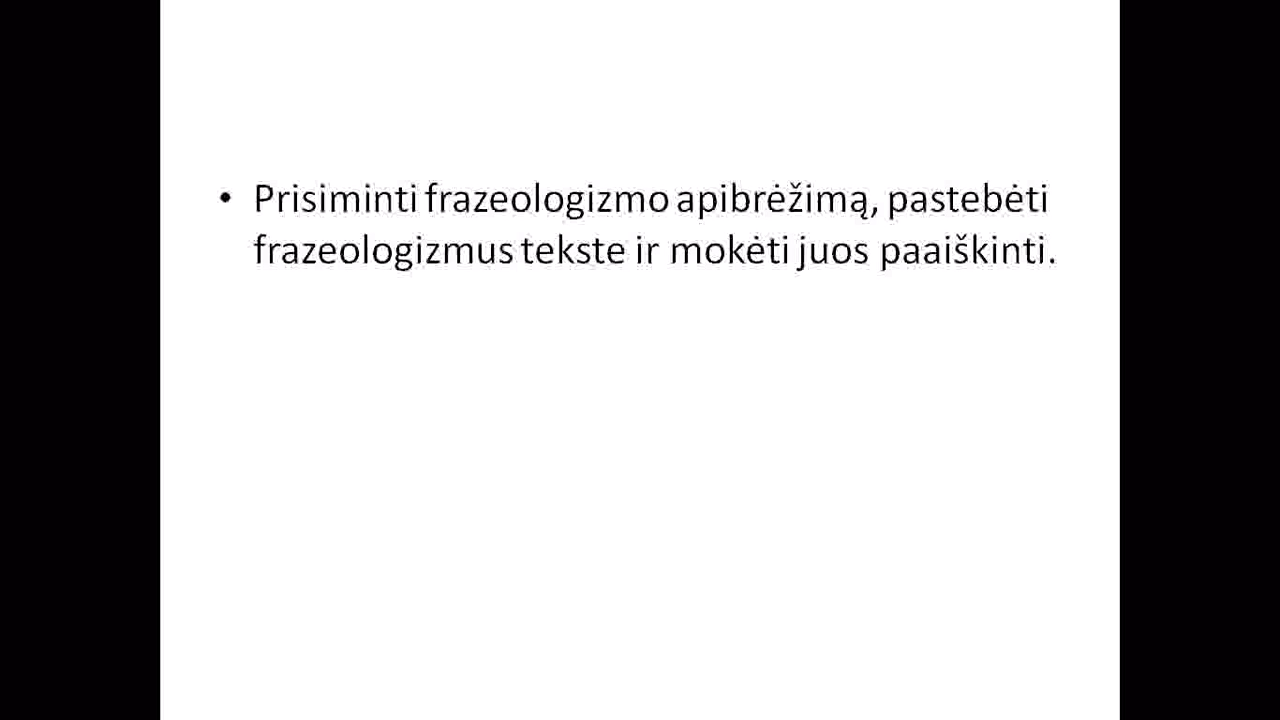 • Prisiminti frazeologizmo apibrėžimą, pastebėti
frazeologizmus tekste ir mokėti juos paaiškinti.